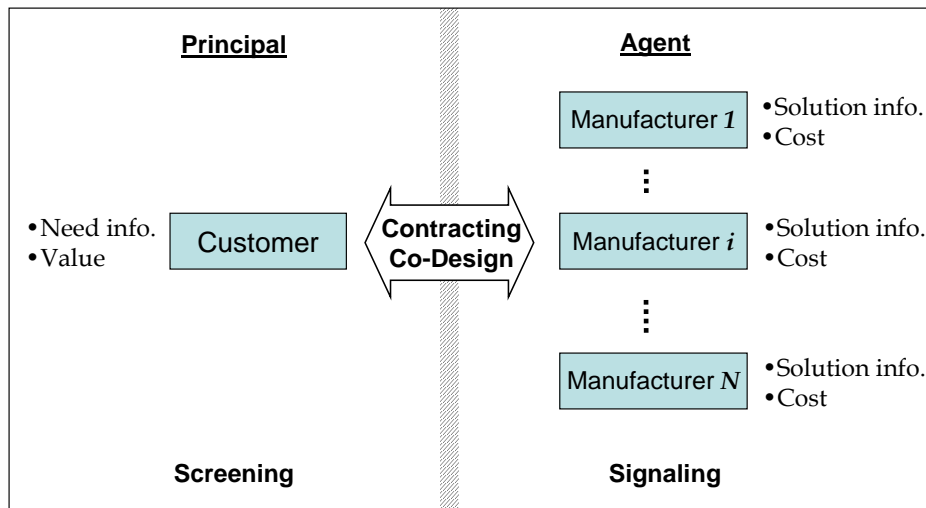 Principal
Agent
Manufacturer 1
•Solution info.
•Cost
•Need info.
•Value
Customer
Contracting
Co-Design
Manufacturer i
•Solution info.
•Cost
Manufacturer N
•Solution info.
•Cost
Screening
Signaling